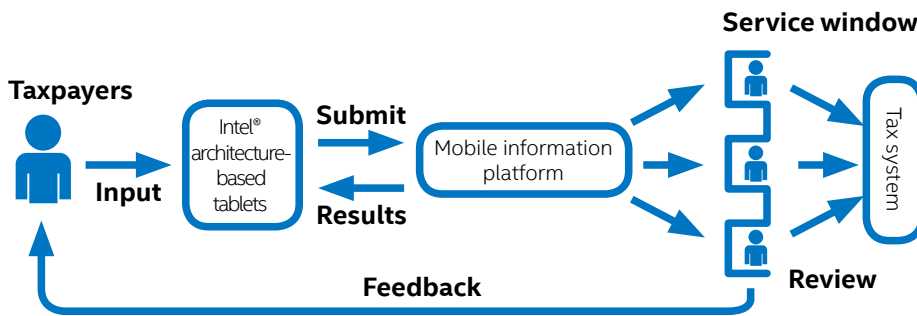 Service window
Taxpayers
Intel®
architecture-
based
tablets
Submit
Mobile information
platform
Tax system
Input
Results
Review
Feedback